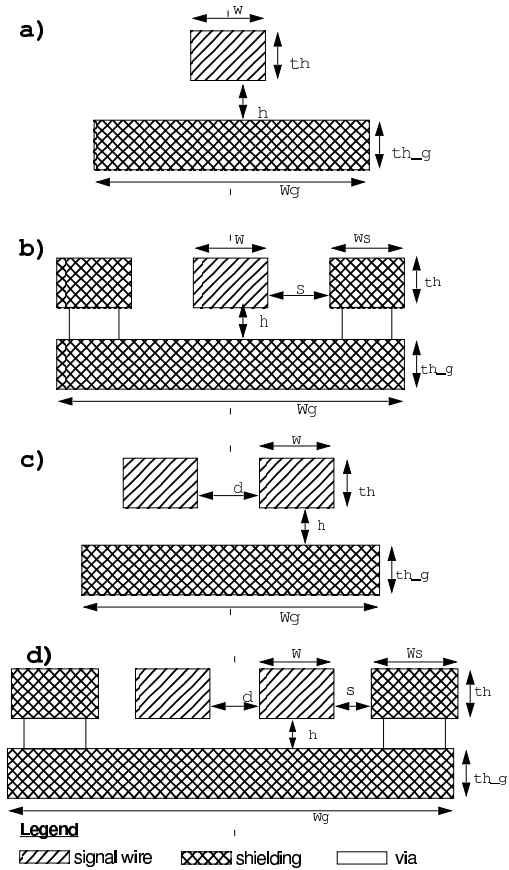 a)
w
th
h
th_g
Wg
b)
W
Ws
th
s
h
th_g
Wg
c)
w
th
d
h
th_g
Wg
d)
W
Ws
th
d
s
h
th_g
Wg
Legend
signal wire
shielding
via